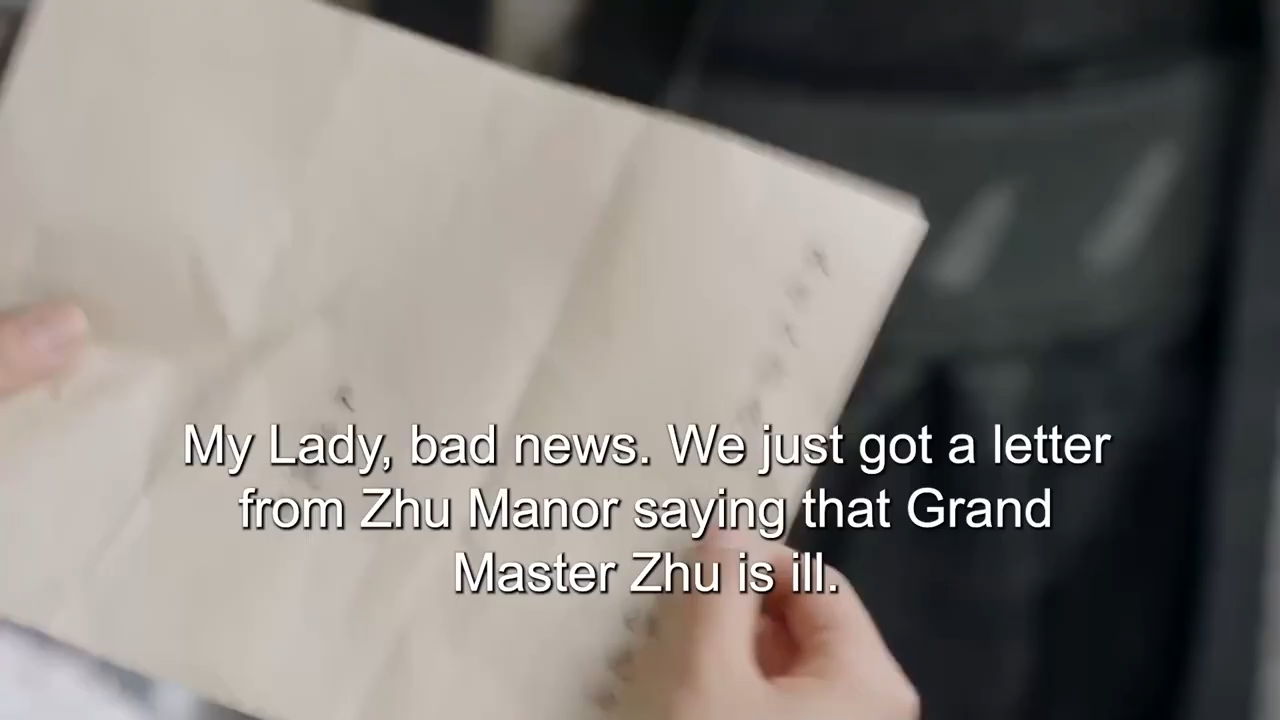 My Lady, bad news. We just got a letter
from Zhu Manor saying that Grand
Master Zhu is ill.